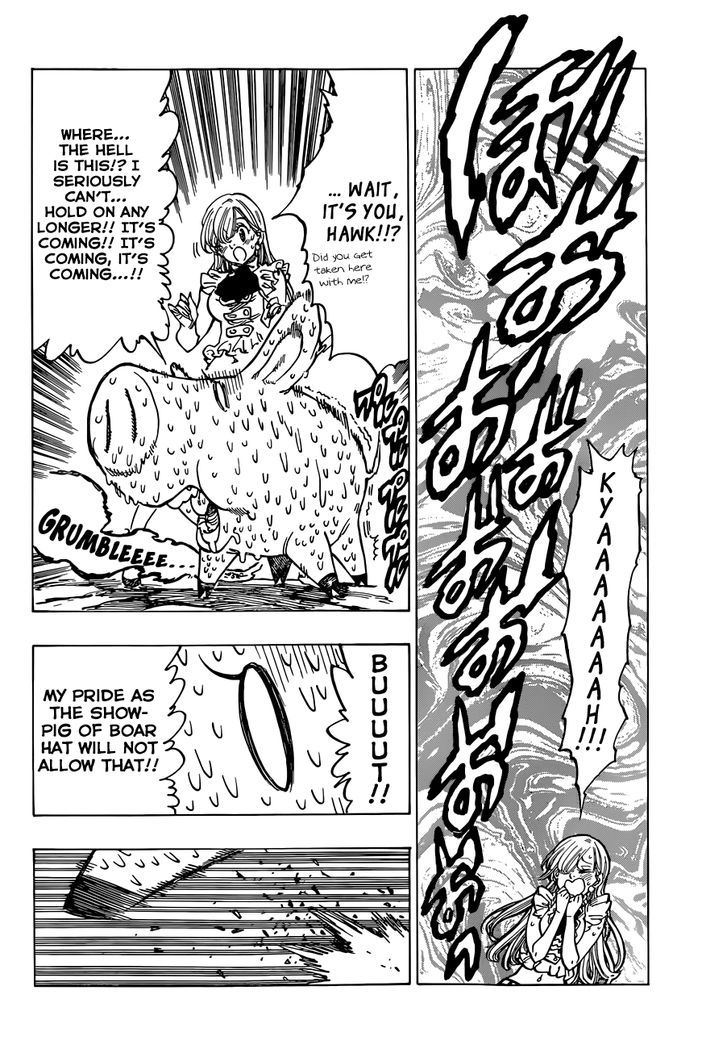 KYAAAAAAAH!!!
... WAIT,
IT'S YOU,
HAWK!!!?
Did you get
taken here
with me!?
WHERE...
THE HELL
IS THIS!? I
SERIOUSLY
CAN'T...
HOLD ON ANY
LONGER!! IT'S
COMING!! IT'S
COMING, IT'S
COMING...!!
GRUMBLEEEE...
BUUUUT!!
MY PRIDE AS
THE SHOW-
PIG OF BOAR
HAT WILL NOT
ALLOW THAT!!